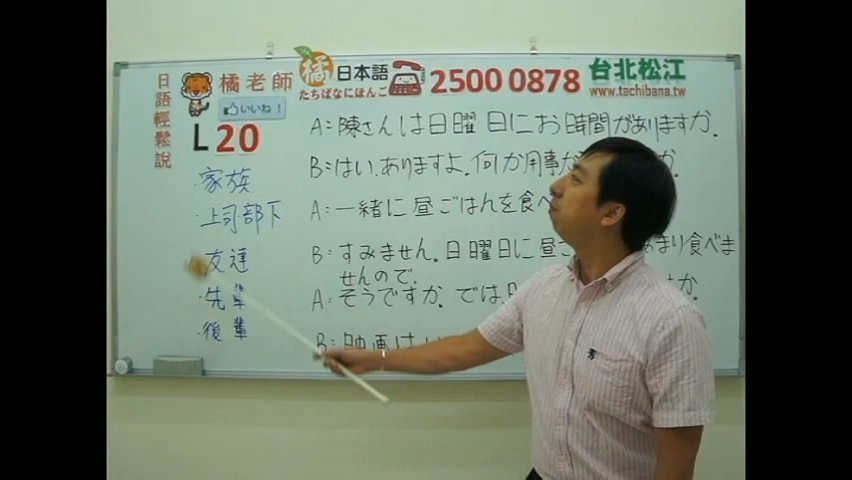 日語輕鬆說
橘老師
いいね!
L20
橘日本語
たちばなにほんご
2500 0878
台北松江
www.tachibana.tw
・家族
・上司部下
・友達
・先輩
・後輩
A:陳さんは日曜日にお時間がありますか.
B:はい.ありますよ.何か用事が か.
A:一緒に昼ごはんを食べ
B:すみません.日曜日に昼ご あまり食べま
せんので.
A:そうですか.では. か.
B:映画は